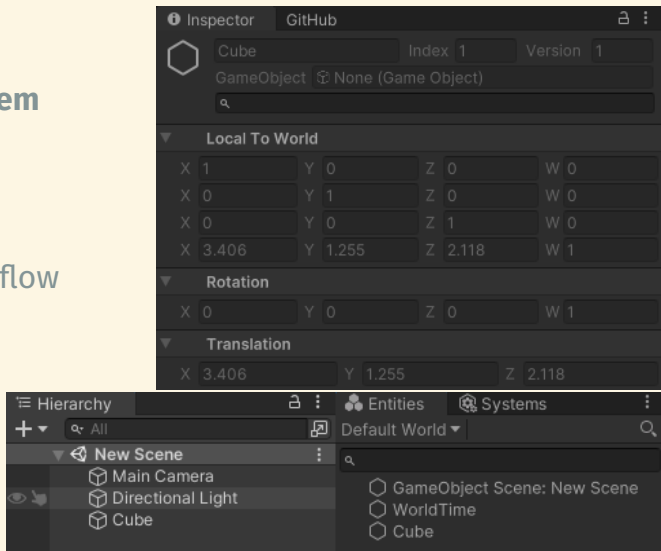 em
flow
Inspector GitHub
Cube Index 1 Version 1
GameObject None (Game Object)
Local To World
X 1 Y 0 Z 0 W 0
X 0 Y 1 Z 0 W 0
X 0 Y 0 Z 1 W 0
X 3.406 Y 1.255 Z 2.118 W 1
Rotation
X 0 Y 0 Z 0 W 1
Translation
X 3.406 Y 1.255 Z 2.118
Hierarchy
All
New Scene
Main Camera
Directional Light
Cube
Entities Systems
Default World
GameObject Scene: New Scene
WorldTime
Cube